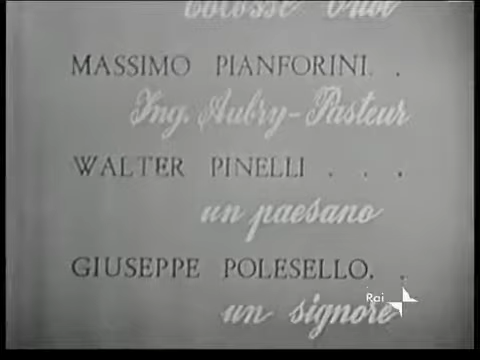 MASSIMO PIANFORINI. .
Ing. Aubry-Pasteur
WALTER PINELLI . . .
un paesano
GIUSEPPE POLESELLO. .
Rai
un signore